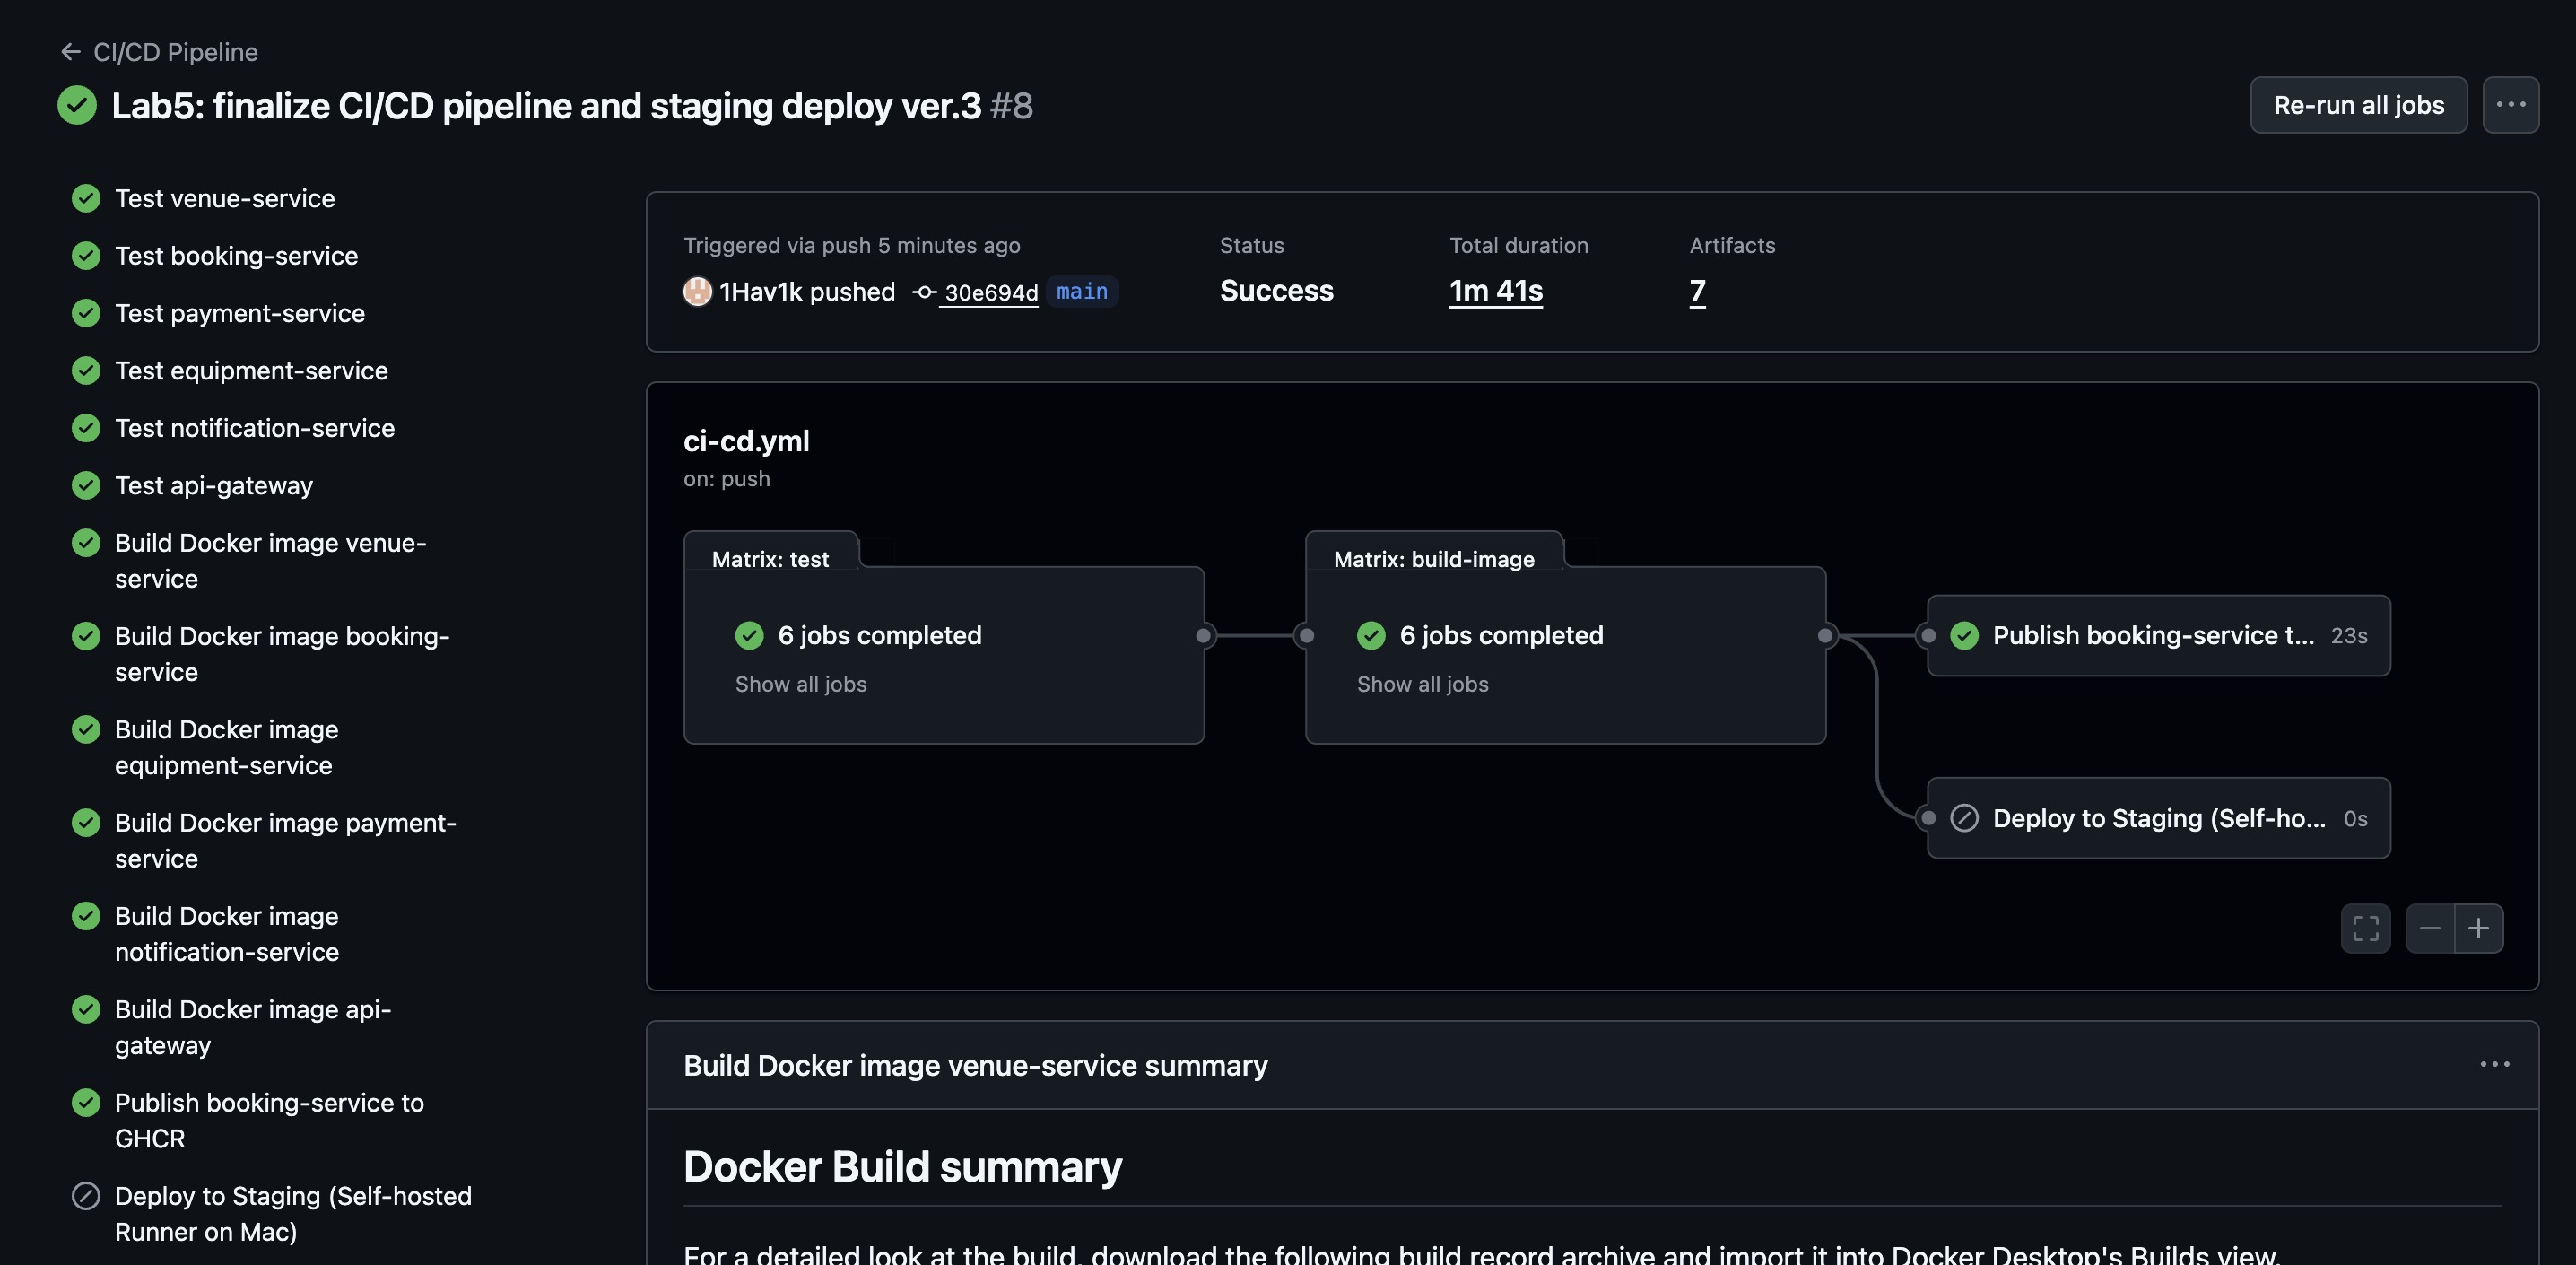 CI/CD Pipeline
Lab5: finalize CI/CD pipeline and staging deploy ver.3 #8
Re-run all jobs
Test venue-service
Test booking-service
Test payment-service
Test equipment-service
Test notification-service
Test api-gateway
Build Docker image venue-
service
Build Docker image booking-
service
Build Docker image
equipment-service
Build Docker image payment-
service
Build Docker image
notification-service
Build Docker image api-
gateway
Publish booking-service to
GHCR
Deploy to Staging (Self-hosted
Runner on Mac)
Triggered via push 5 minutes ago
1Hav1k pushed 30e694d main
Status
Success
Total duration
1m 41s
Artifacts
7
ci-cd.yml
on: push
Matrix: test
6 jobs completed
Show all jobs
Matrix: build-image
6 jobs completed
Show all jobs
Publish booking-service t... 23s
Deploy to Staging (Self-ho... 0s
Build Docker image venue-service summary
Docker Build summary
For a detailed look at the build, download the following build record archive and import it into Docker Desktop's Builds view.